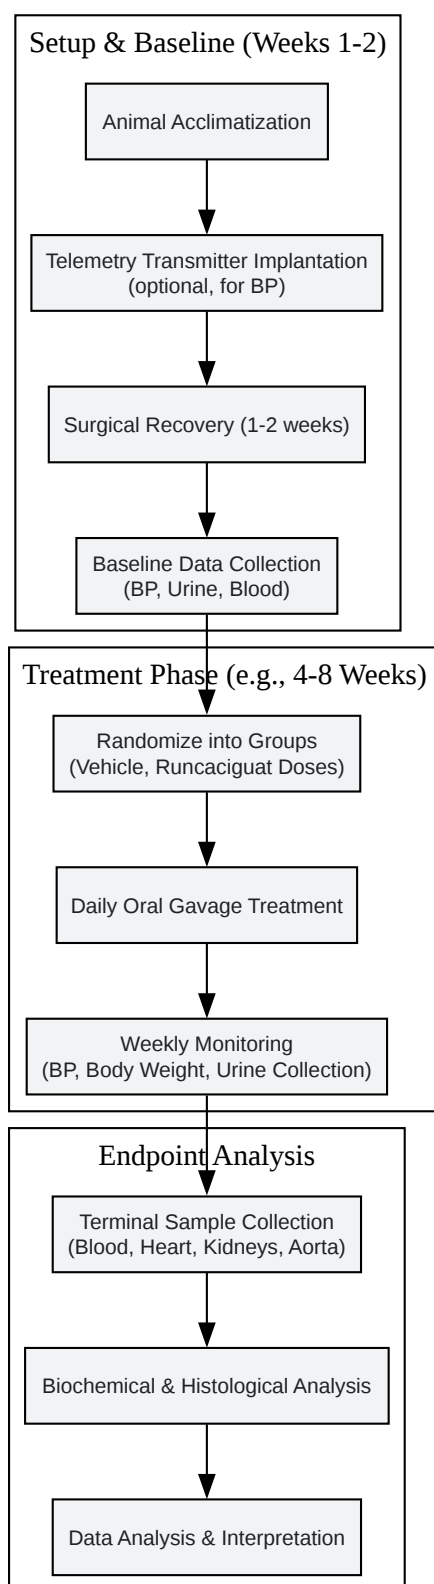 Setup & Baseline (Weeks 1-2)
Animal Acclimatization
Telemetry Transmitter Implantation
(optional, for BP)
Surgical Recovery (1-2 weeks)
Baseline Data Collection
(BP, Urine, Blood)
Treatment Phase (e.g., 4-8 Weeks)
Randomize into Groups
(Vehicle, Runcaciguat Doses)
Daily Oral Gavage Treatment
Weekly Monitoring
(BP, Body Weight, Urine Collection)
Endpoint Analysis
Terminal Sample Collection
(Blood, Heart, Kidneys, Aorta)
Biochemical & Histological Analysis
Data Analysis & Interpretation